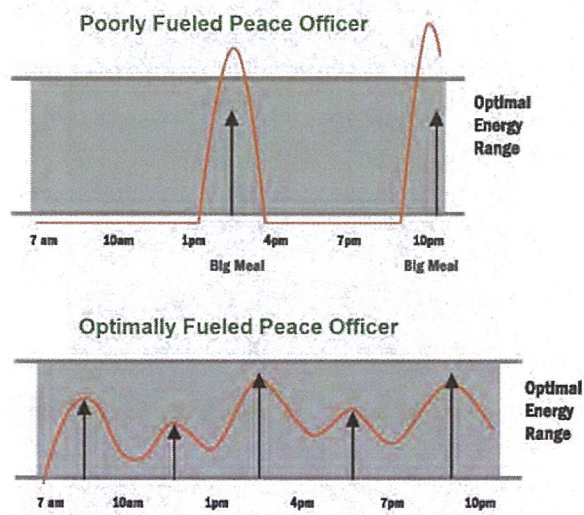 Poorly Fueled Peace Officer
Optimal
Energy
Range
7 am 10am 1pm 4pm 7pm 10pm
Big Meal Big Meal
Optimally Fueled Peace Officer
Optimal
Energy
Range
7 am 10am 1pm 4pm 7pm 10pm